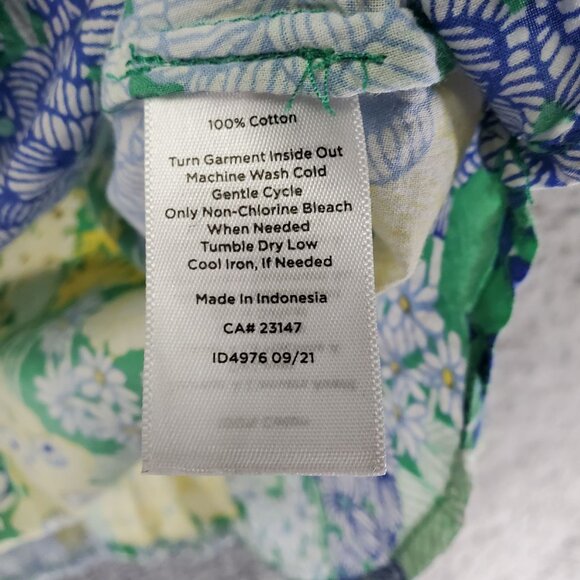 100% Cotton
Turn Garment Inside Out
Machine Wash Cold
Gentle Cycle
Only Non-Chlorine Bleach
When Needed
Tumble Dry Low
Cool Iron, If Needed
Made In Indonesia
CA# 23147
ID4976 09/21